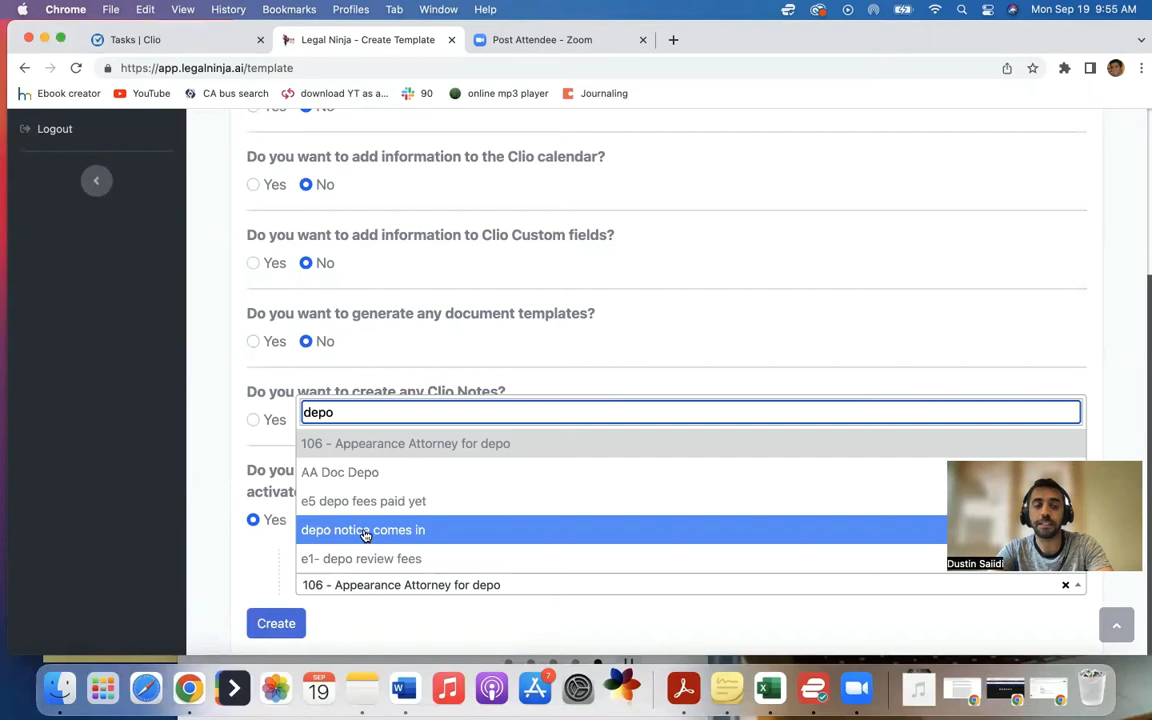 Chrome File Edit View History Bookmarks Profiles Tab Window Help Mon Sep 19 9:55 AM
Tasks | Clio Legal Ninja - Create Template Post Attendee - Zoom
https://app.legalninja.ai/template
Ebook creator YouTube CA bus search download YT as a... 90 online mp3 player Journaling
Logout
Do you want to add information to the Clio calendar?
Yes No
Do you want to add information to Clio Custom fields?
Yes No
Do you want to generate any document templates?
Yes No
Do you want to create any Clio Notes?
Yes
depo
106 - Appearance Attorney for depo
Do you
AA Doc Depo
activat
e5 depo fees paid yet
Yes
depo notice comes in
e1- depo review fees
Dustin Saiidi
106 - Appearance Attorney for depo
Create
SEP
19
7